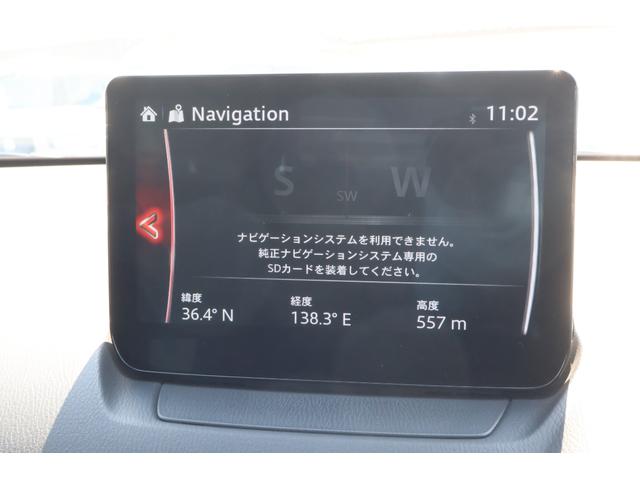 Navigation
11:02
S
SW
W
ナビゲーションシステムを利用できません。
純正ナビゲーションシステム専用の
SDカードを装着してください。
緯度
経度
高度
36.4° N
138.3° E
557 m